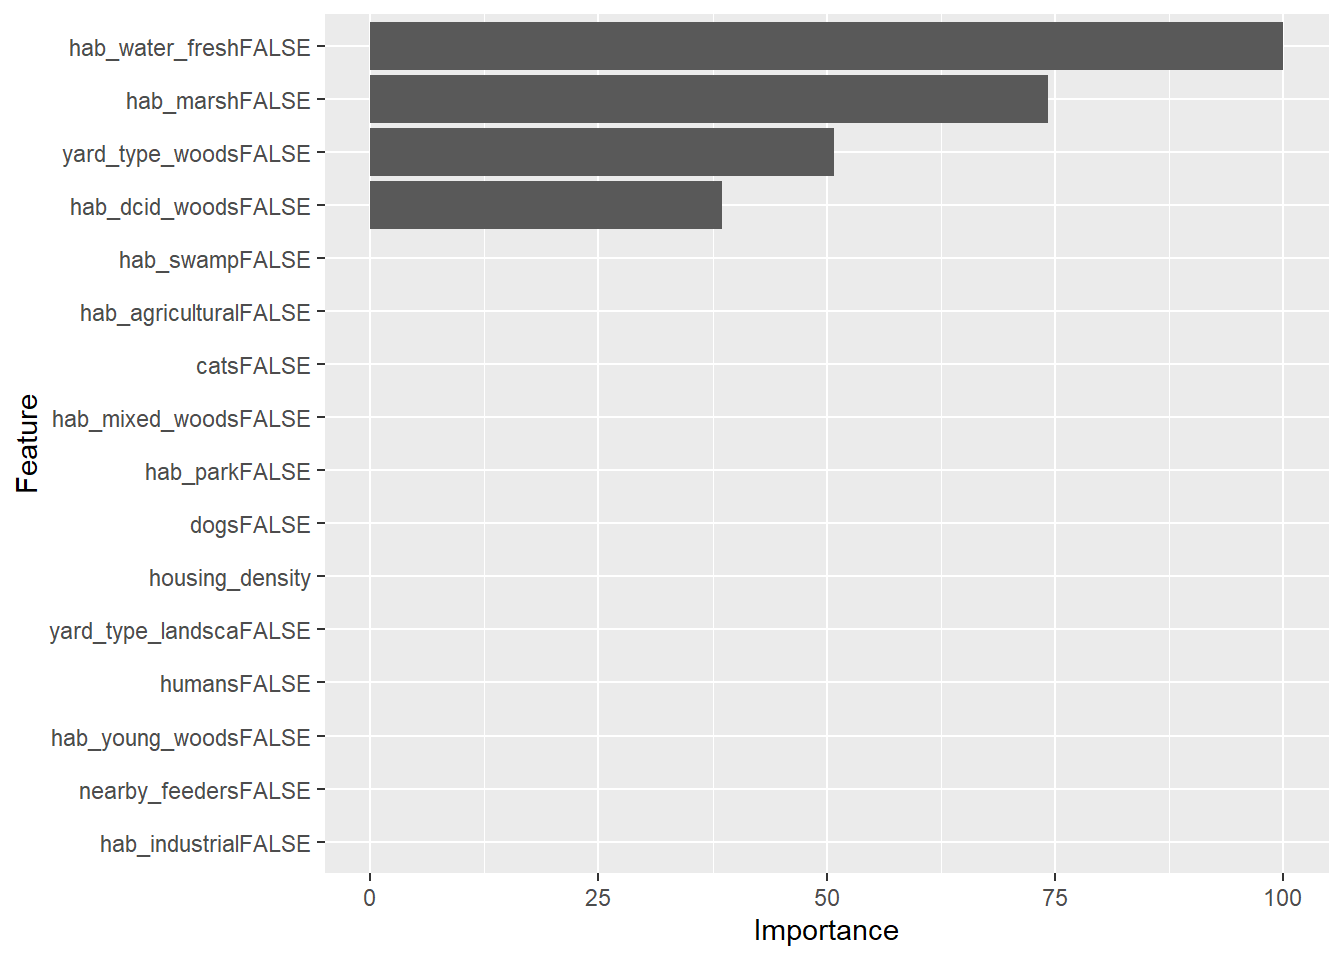 hab_water_freshFALSE
hab_marshFALSE
yard_type_woodsFALSE
hab_dcid_woodsFALSE
hab_swampFALSE
hab_agriculturalFALSE
catsFALSE
hab_mixed_woodsFALSE
hab_parkFALSE
dogsFALSE
housing_density
yard_type_landscaFALSE
humansFALSE
hab_young_woodsFALSE
nearby_feedersFALSE
hab_industrialFALSE
Feature
0 25 50 75 100
Importance